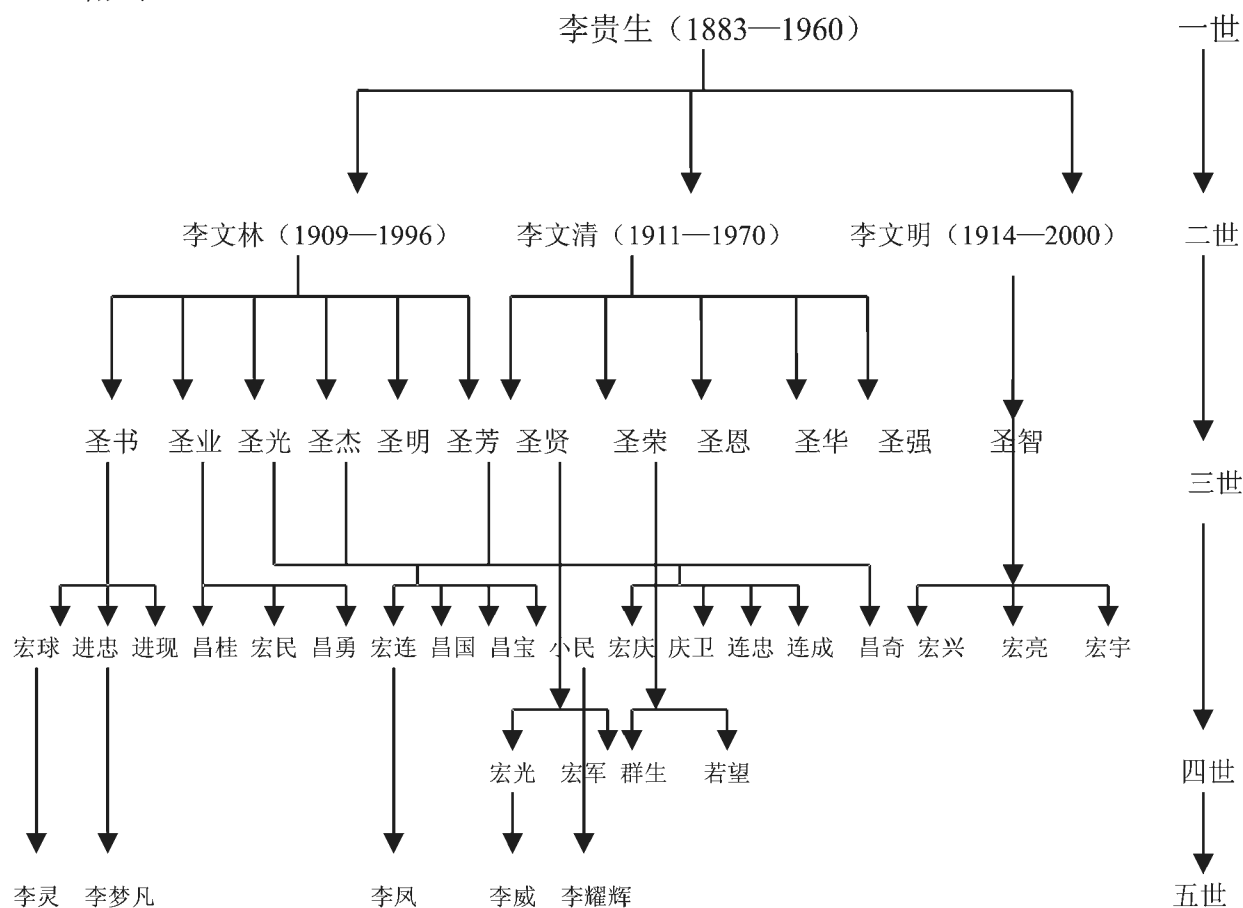 李贵生（1883—1960） 一世
李文林（1909—1996） 李文清（1911—1970） 李文明（1914—2000） 二世
圣书 圣业 圣光 圣杰 圣明 圣芳 圣贤 圣荣 圣恩 圣华 圣强 圣智
三世
宏球 进忠 进现 昌桂 宏民 昌勇 宏连 昌国 昌宝 小民 宏庆 庆卫 连忠 连成 昌奇 宏兴 宏亮 宏宇
宏光 宏军 群生 若望 四世
李灵 李梦凡 李凤 李威 李耀辉 五世